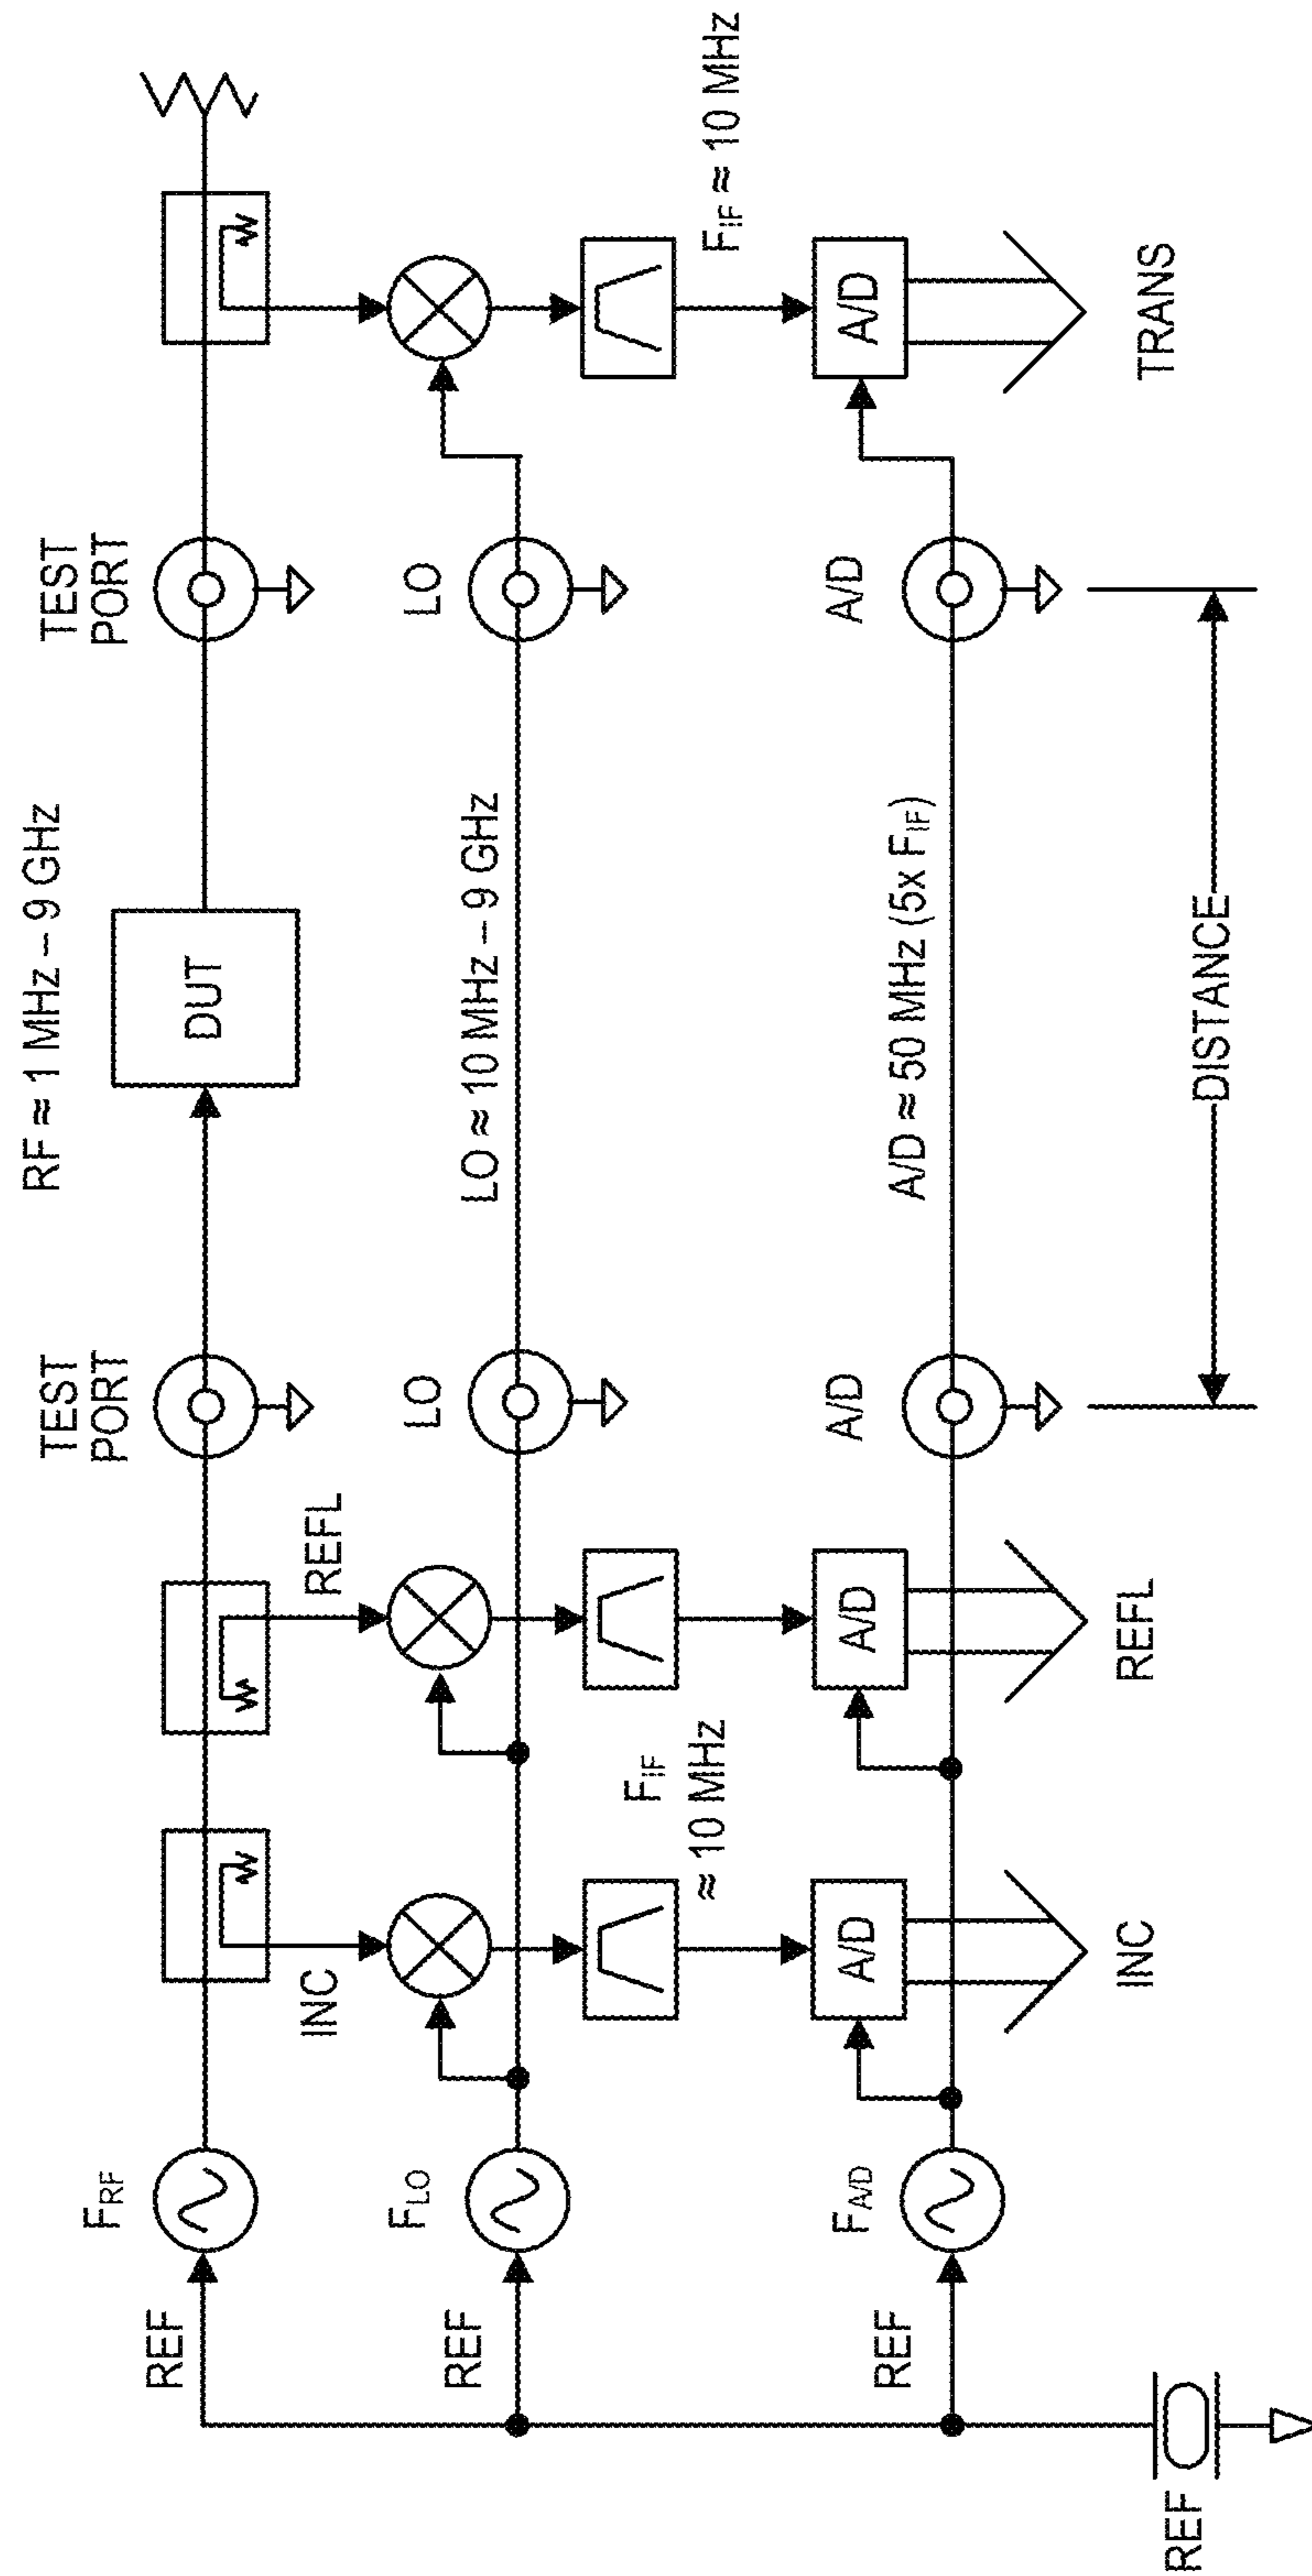 RF ≈ 1 MHz – 9 GHz
TEST
PORT
TEST
PORT
DUT
F_RF
REF
INC
REFL
LO
LO
LO ≈ 10 MHz – 9 GHz
F_LO
REF
F_IF
≈ 10 MHz
F_IF ≈ 10 MHz
A/D
A/D
A/D ≈ 50 MHz (5x F_IF)
A/D
A/D
A/D
F_A/D
REF
INC
REFL
DISTANCE
TRANS
REF